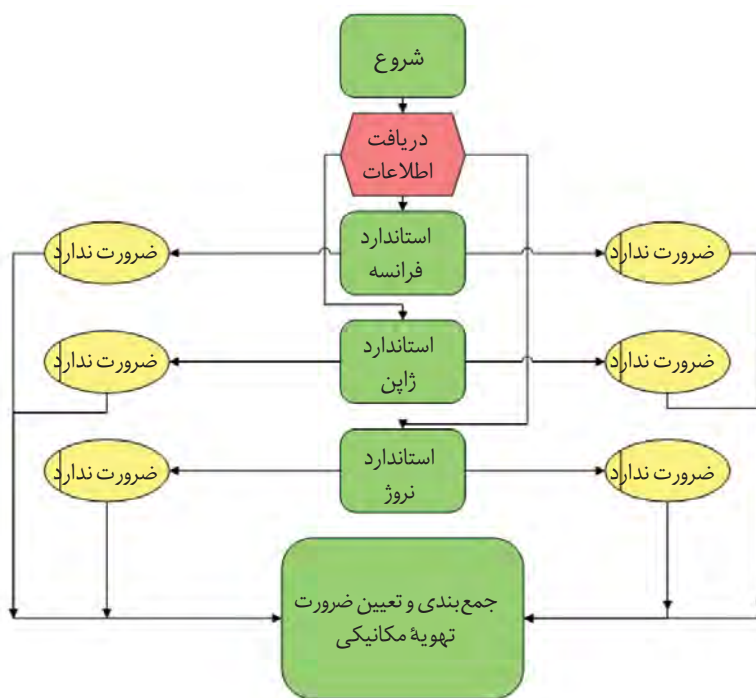 شروع
دریافت
اطلاعات
استاندارد
فرانسه
ضرورت ندارد
ضرورت ندارد
استاندارد
ژاپن
ضرورت ندارد
ضرورت ندارد
استاندارد
نروژ
ضرورت ندارد
ضرورت ندارد
جمع‌بندی و تعیین ضرورت
تهویۀ مکانیکی